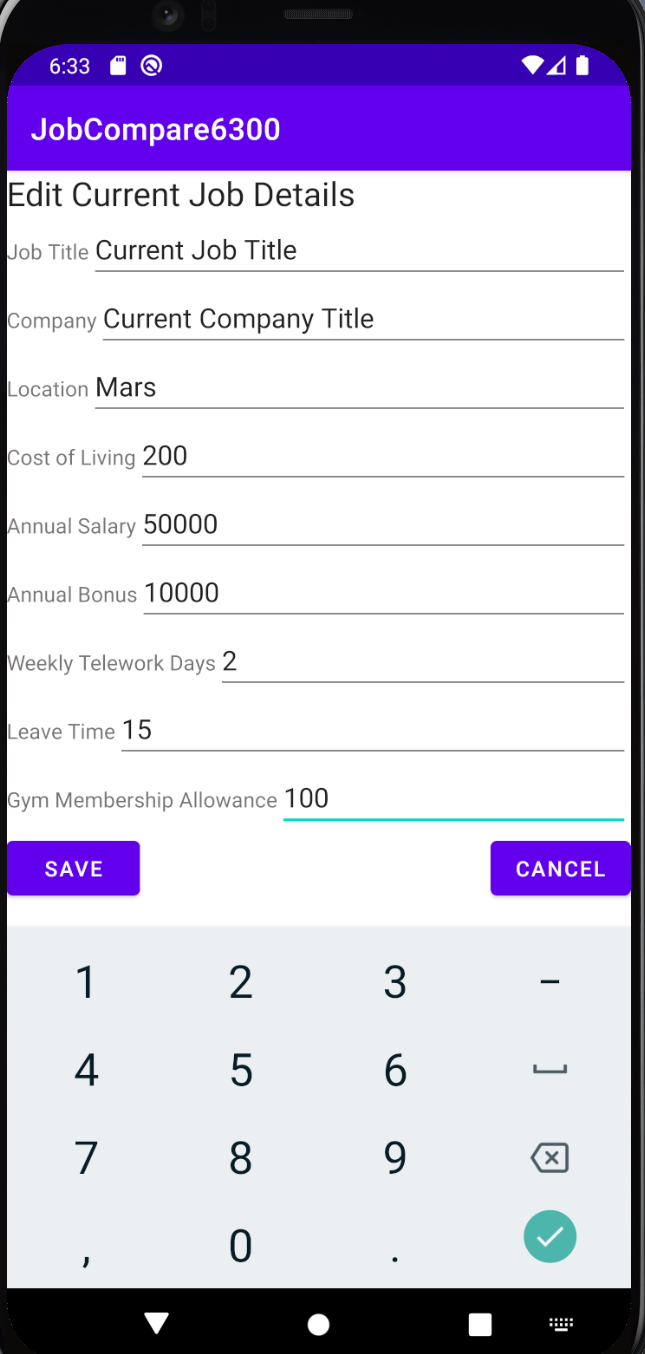 6:33
JobCompare6300
Edit Current Job Details
Job Title Current Job Title
Company Current Company Title
Location Mars
Cost of Living 200
Annual Salary 50000
Annual Bonus 10000
Weekly Telework Days 2
Leave Time 15
Gym Membership Allowance 100
SAVE CANCEL
1 2 3 –
4 5 6
7 8 9
, 0 .